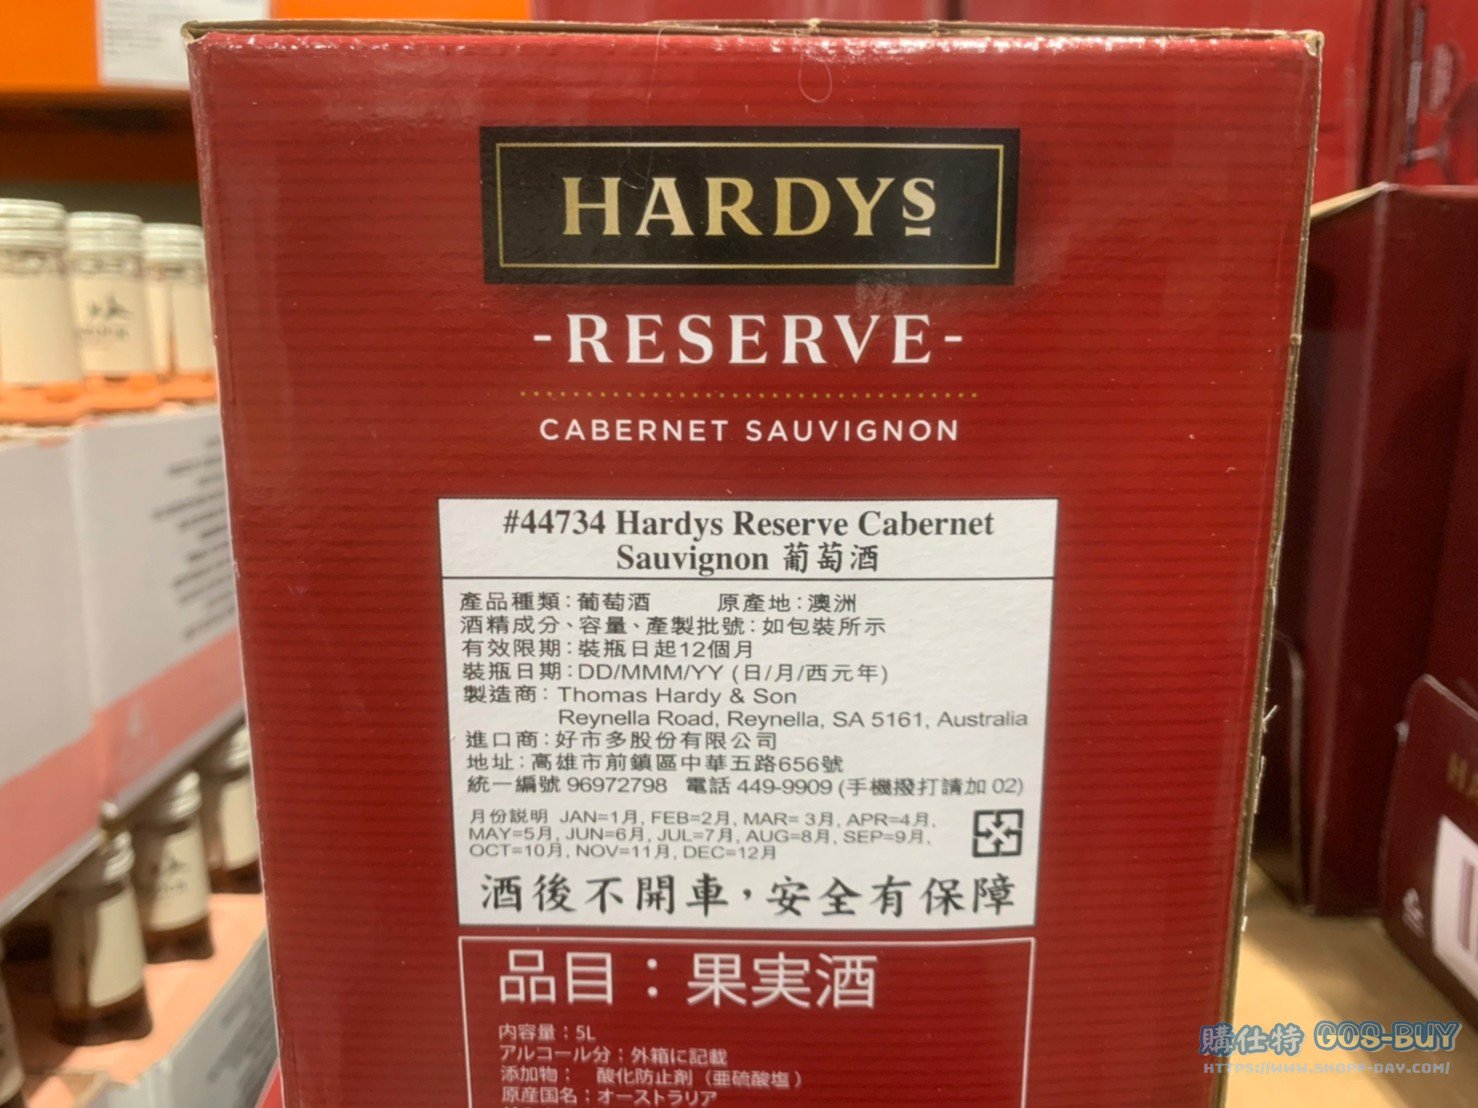 HARDYS
-RESERVE-
CABERNET SAUVIGNON
#44734 Hardys Reserve Cabernet
Sauvignon 葡萄酒
產品種類：葡萄酒 原產地：澳洲
酒精成分、容量、產製批號：如包裝所示
有效限期：裝瓶日起12個月
裝瓶日期：DD/MMM/YY (日/月/西元年)
製造商：Thomas Hardy & Son
Reynella Road, Reynella, SA 5161, Australia
進口商：好市多股份有限公司
地址：高雄市前鎮區中華五路656號
統一編號 96972798 電話 449-9909 (手機撥打請加 02)
月份説明 JAN=1月, FEB=2月, MAR= 3月, APR=4月,
MAY=5月, JUN=6月, JUL=7月, AUG=8月, SEP=9月,
OCT=10月, NOV=11月, DEC=12月
酒後不開車，安全有保障
品目：果実酒
内容量：5L
アルコール分：外箱に記載
添加物： 酸化防止剤（亜硫酸塩）
原産国名：オーストラリア
購仕特 GOS-BUY
HTTPS://WWW.SHOPP-DAY.COM/